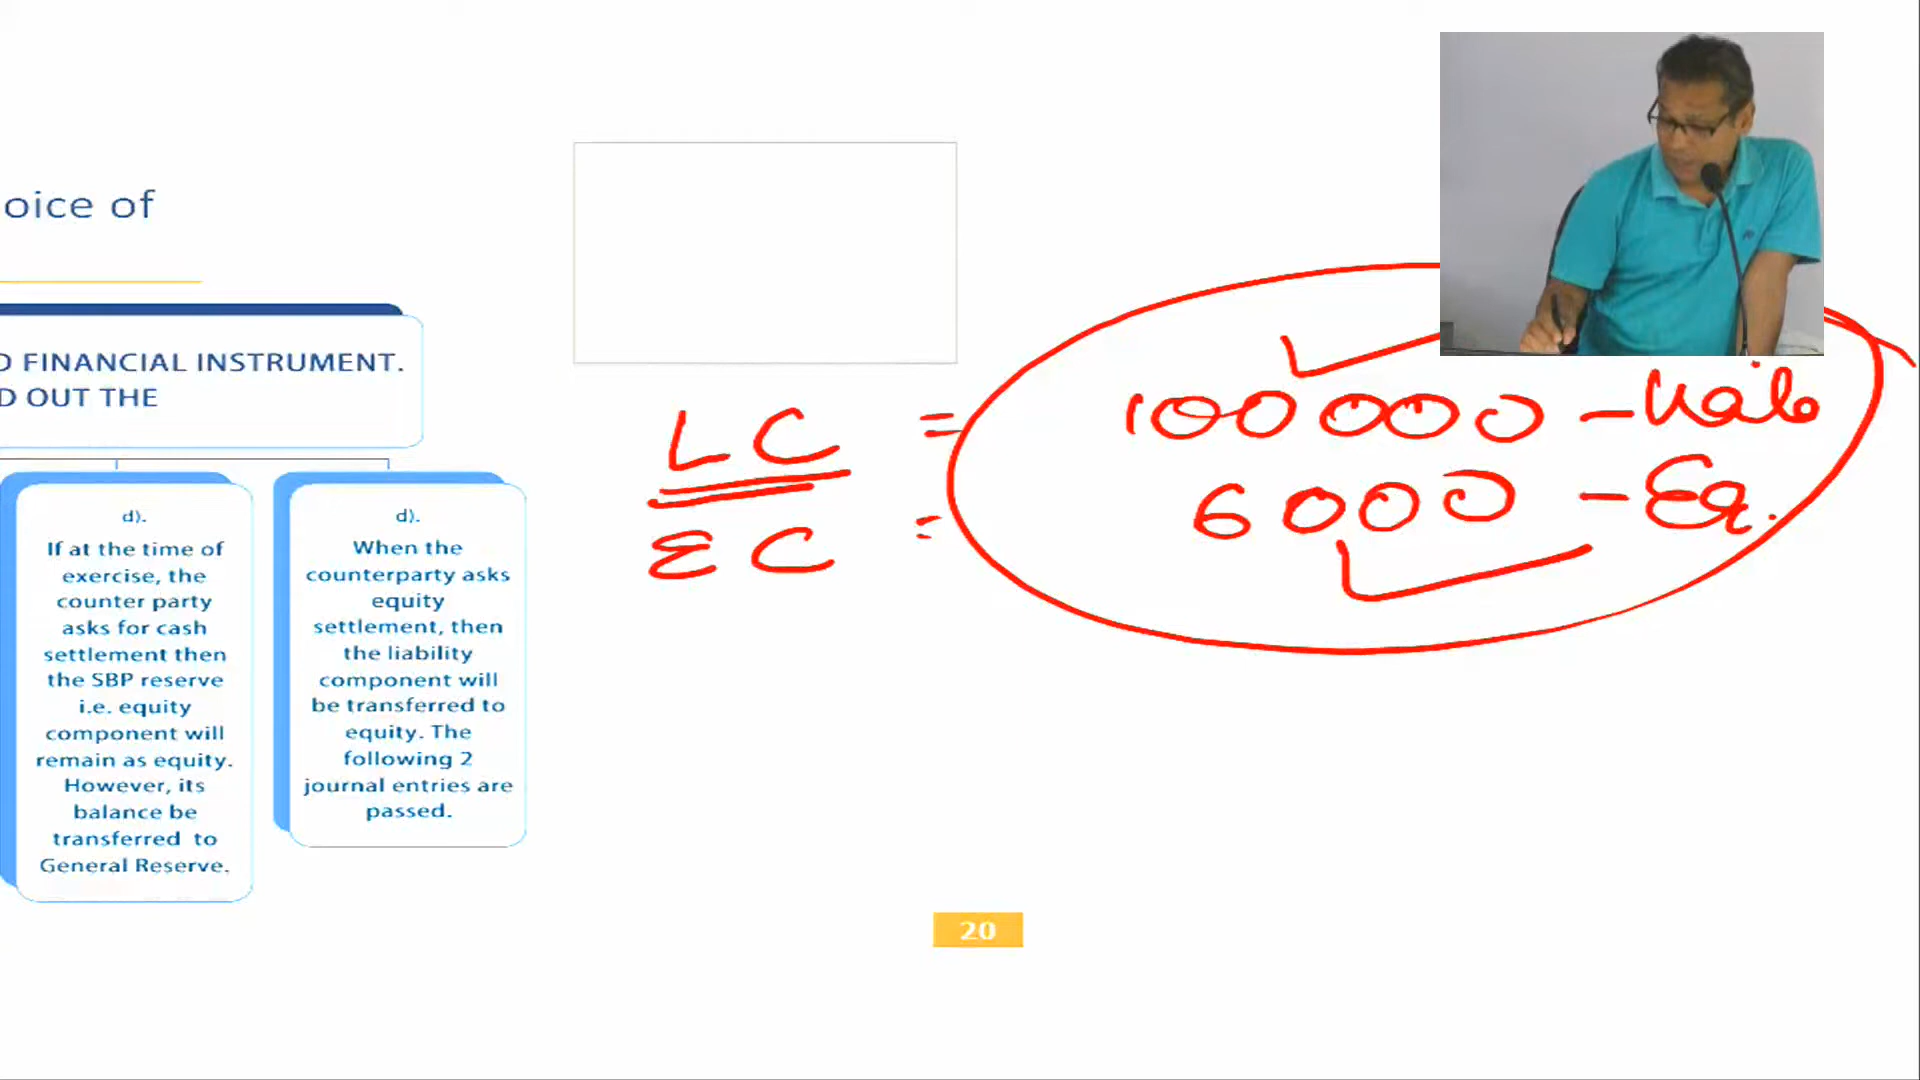 oice of
D FINANCIAL INSTRUMENT.
D OUT THE
d).
If at the time of
exercise, the
counter party
asks for cash
settlement then
the SBP reserve
i.e. equity
component will
remain as equity.
However, its
balance be
transferred to
General Reserve.
d).
When the
counterparty asks
equity
settlement, then
the liability
component will
be transferred to
equity. The
following 2
journal entries are
passed.
LC = 100000 -
EC = 6000 - Eq.
20